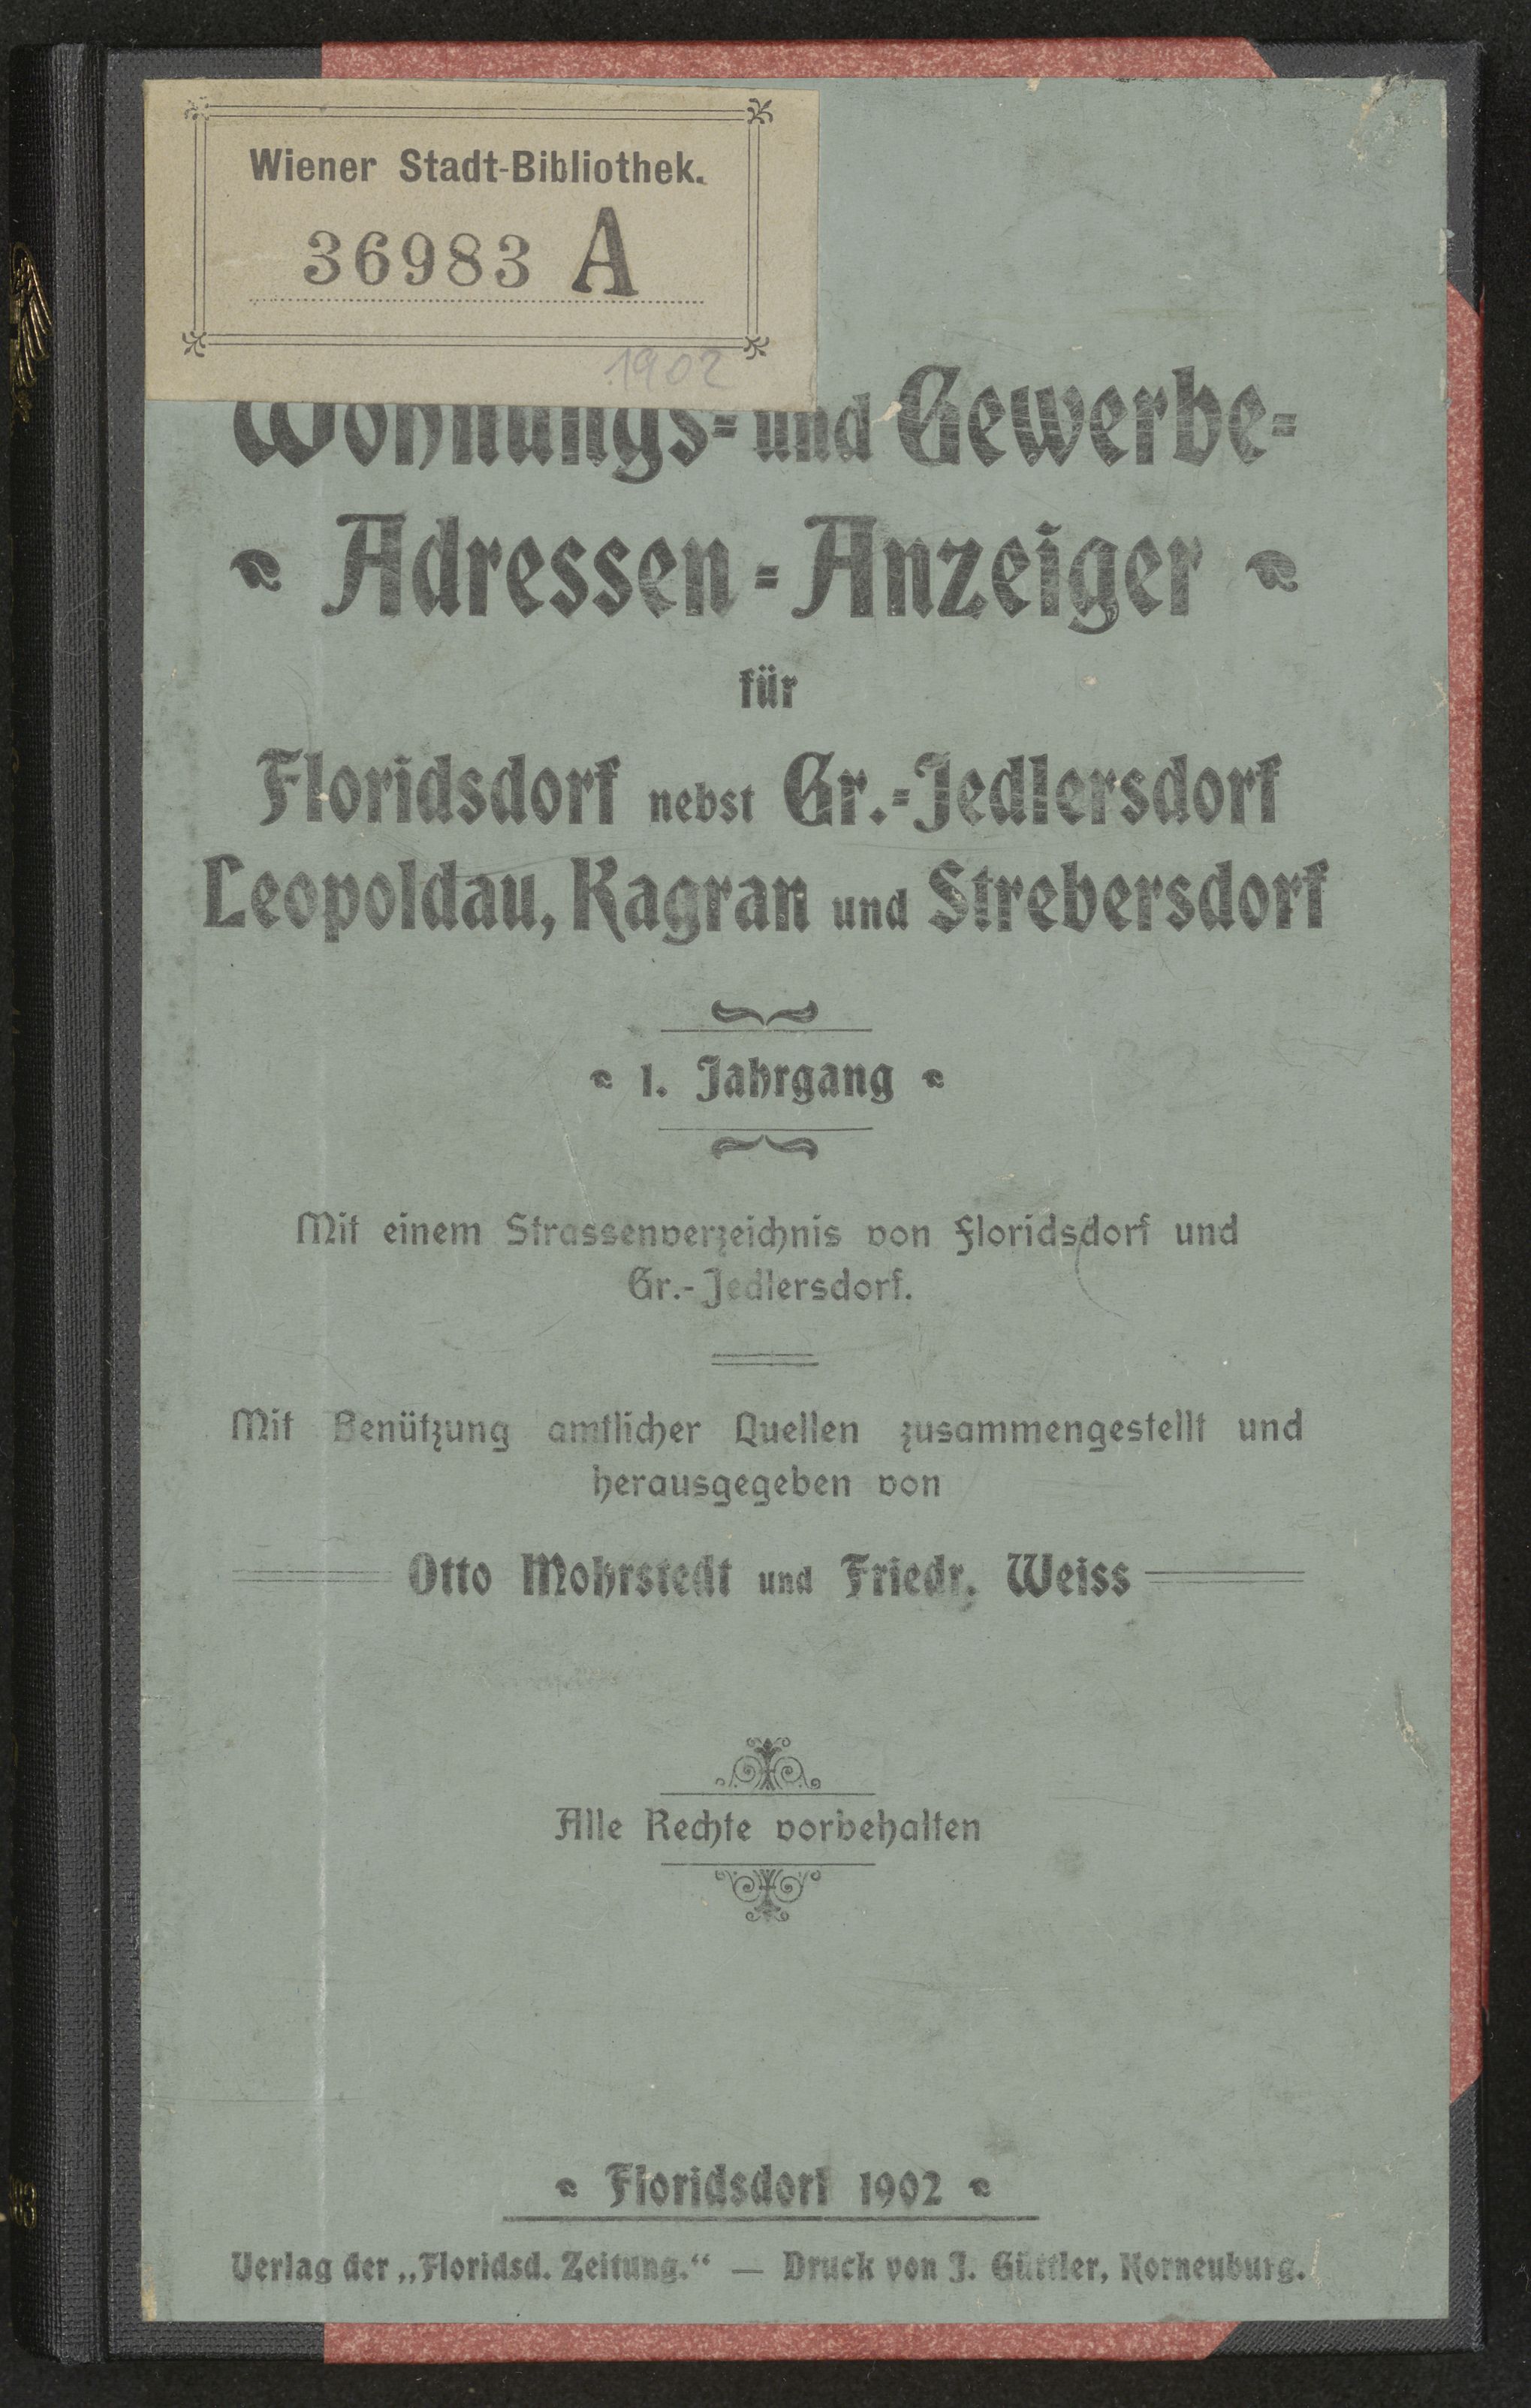 Wiener Stadt-Bibliothek.
36983 A
1902
Wohnungs- und Gewerbe-
Adressen-Anzeiger
für
Floridsdorf nebst Gr.-Jedlersdorf
Leopoldau, Kagran und Strebersdorf
1. Jahrgang
Mit einem Strassenverzeichnis von Floridsdorf und
Gr.-Jedlersdorf.
Mit Benützung amtlicher Quellen zusammengestellt und
herausgegeben von
Otto Mohrstedt und Friedr. Weiss
Alle Rechte vorbehalten
Floridsdorf 1902
Verlag der „Floridsd. Zeitung.“ — Druck von J. Güttler, Korneuburg.